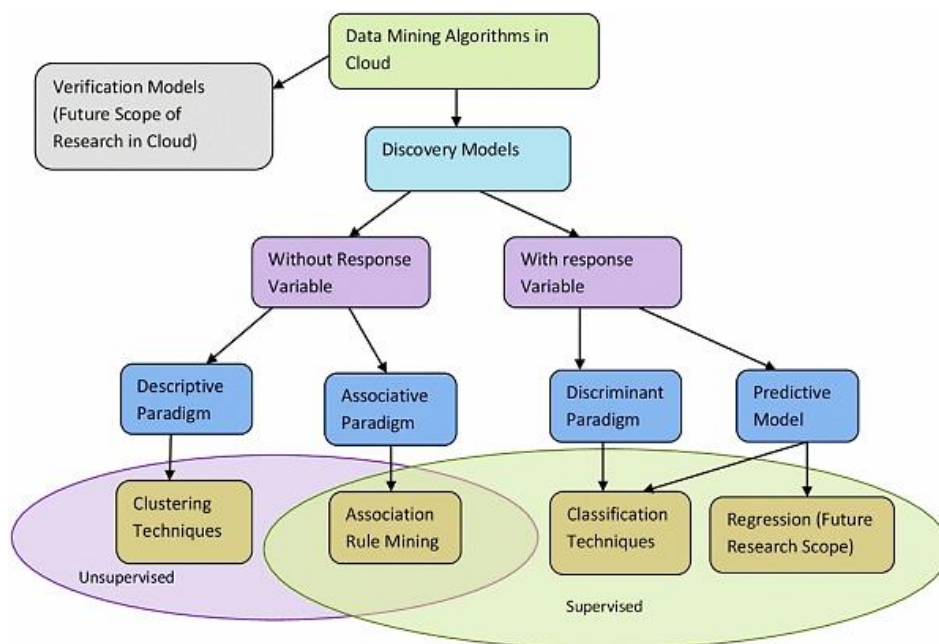 Data Mining Algorithms in
Cloud
Verification Models
(Future Scope of
Research in Cloud)
Discovery Models
Without Response
Variable
With response
Variable
Descriptive
Paradigm
Associative
Paradigm
Discriminant
Paradigm
Predictive
Model
Clustering
Techniques
Association
Rule Mining
Classification
Techniques
Regression (Future
Research Scope)
Unsupervised
Supervised